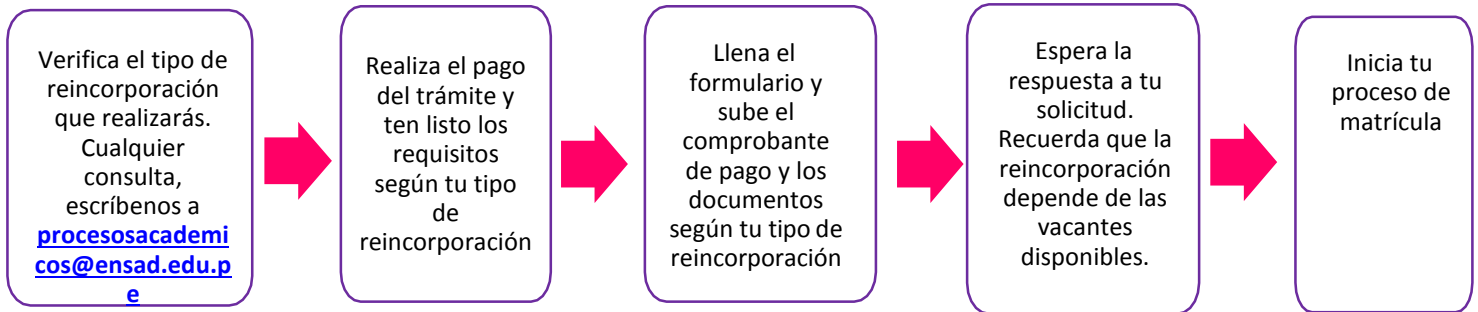 Verifica el tipo de
reincorporación
que realizarás.
Cualquier
consulta,
escríbenos a
procesosacademi
cos@ensad.edu.p
e
Realiza el pago
del trámite y
ten listo los
requisitos
según tu tipo
de
reincorporación
Llena el
formulario y
sube el
comprobante
de pago y los
documentos
según tu tipo de
reincorporación
Espera la
respuesta a tu
solicitud.
Recuerda que la
reincorporación
depende de las
vacantes
disponibles.
Inicia tu
proceso de
matrícula